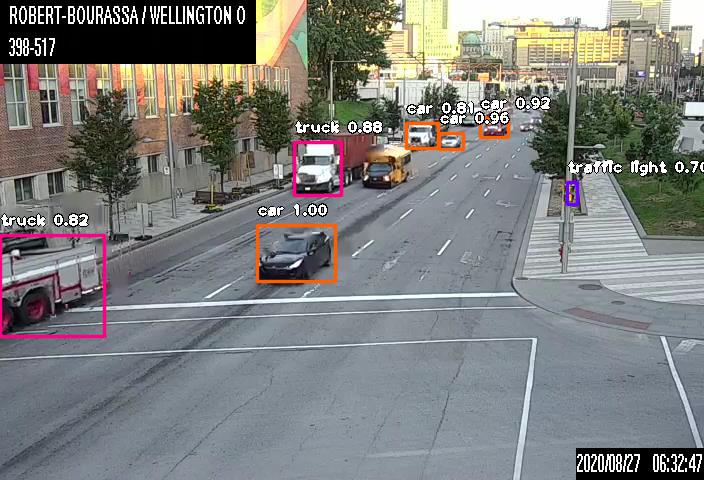 ROBERT-BOURASSA / WELLINGTON O
398-517
car 0.81
car 0.92
car 0.96
truck 0.88
traffic light 0.70
car 1.00
truck 0.82
2020/08/27 06:32:47